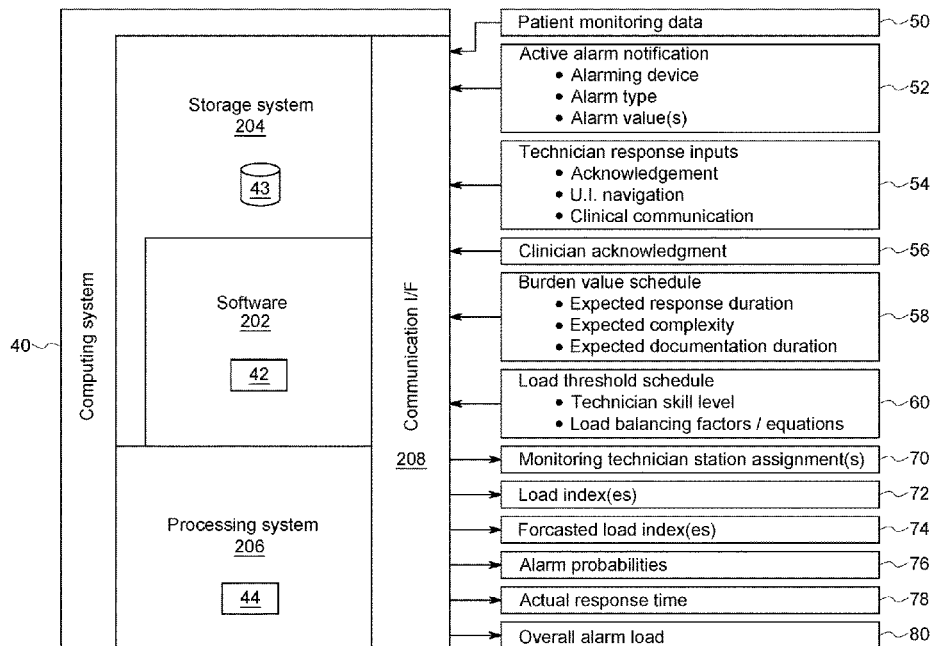 40
Computing system
Storage system
204
43
Software
202
42
Processing system
206
44
Communication I/F
208
Patient monitoring data
50
Active alarm notification
• Alarming device
• Alarm type
• Alarm value(s)
52
Technician response inputs
• Acknowledgement
• U.I. navigation
• Clinical communication
54
Clinician acknowledgment
56
Burden value schedule
• Expected response duration
• Expected complexity
• Expected documentation duration
58
Load threshold schedule
• Technician skill level
• Load balancing factors / equations
60
Monitoring technician station assignment(s)
70
Load index(es)
72
Forcasted load index(es)
74
Alarm probabilities
76
Actual response time
78
Overall alarm load
80